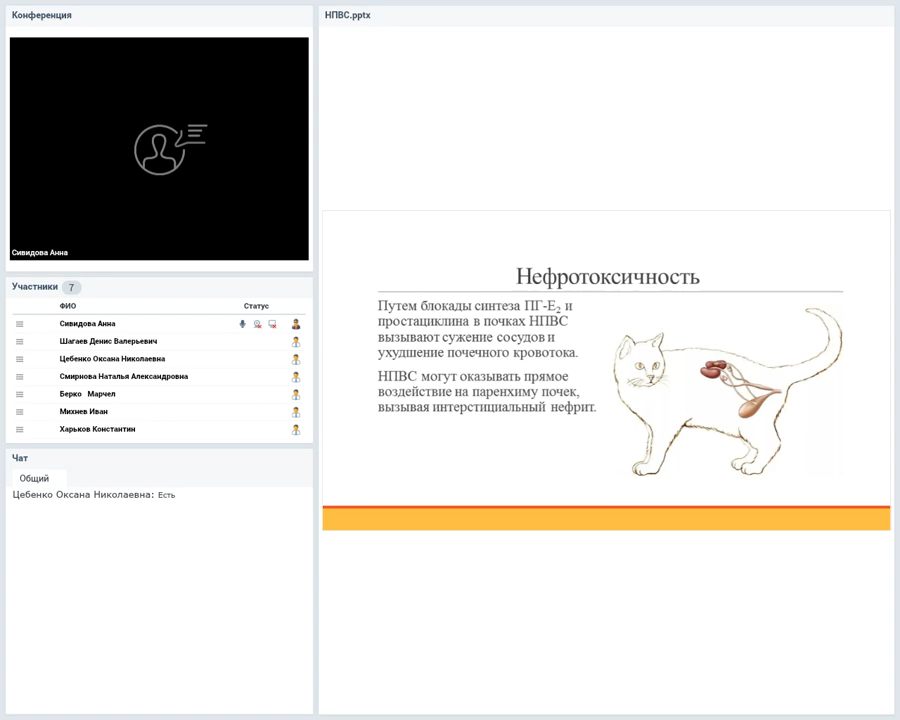 Конференция
Сивидова Анна
Участники 7
ФИО Статус
Сивидова Анна
Шагаев Денис Валерьевич
Цебенко Оксана Николаевна
Смирнова Наталья Александровна
Берко Марчел
Михнев Иван
Харьков Константин
Чат
Общий
Цебенко Оксана Николаевна: Есть
НПВС.pptx
Нефротоксичность
Путем блокады синтеза ПГ-Е₂ и
простациклина в почках НПВС
вызывают сужение сосудов и
ухудшение почечного кровотока.
НПВС могут оказывать прямое
воздействие на паренхиму почек,
вызывая интерстициальный нефрит.